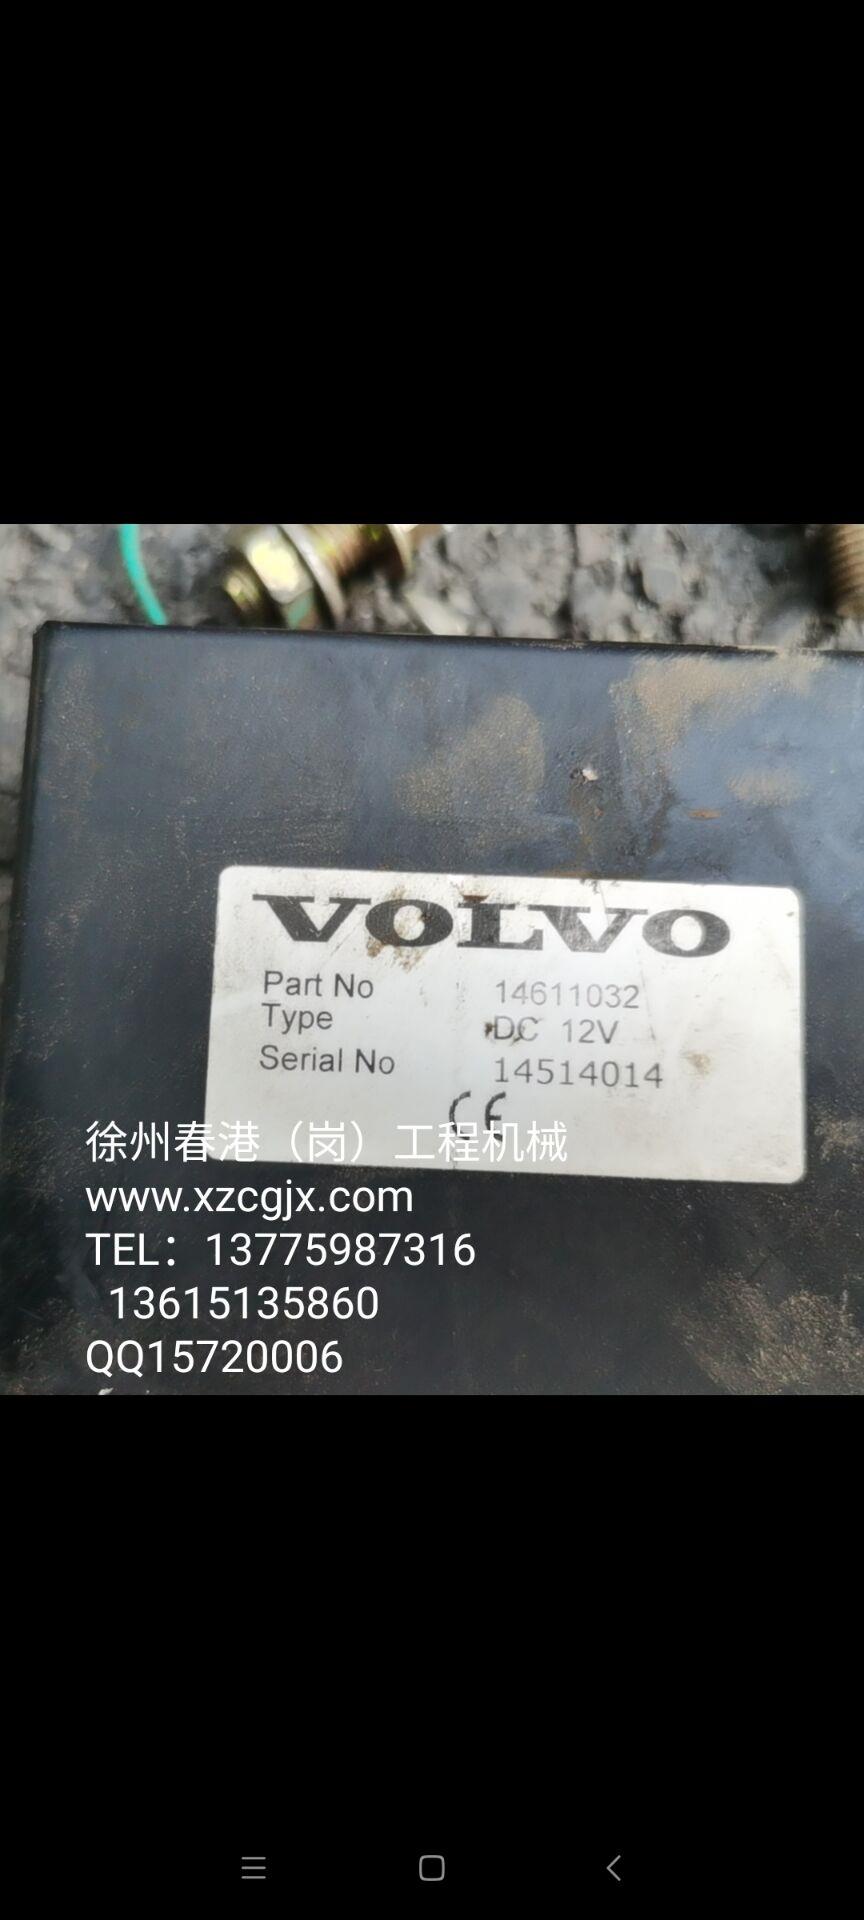 VOLVO
Part No 14611032
Type DC 12V
Serial No 14514014
CE
徐州春港（岗）工程机械
www.xzcgjx.com
TEL：13775987316
13615135860
QQ15720006